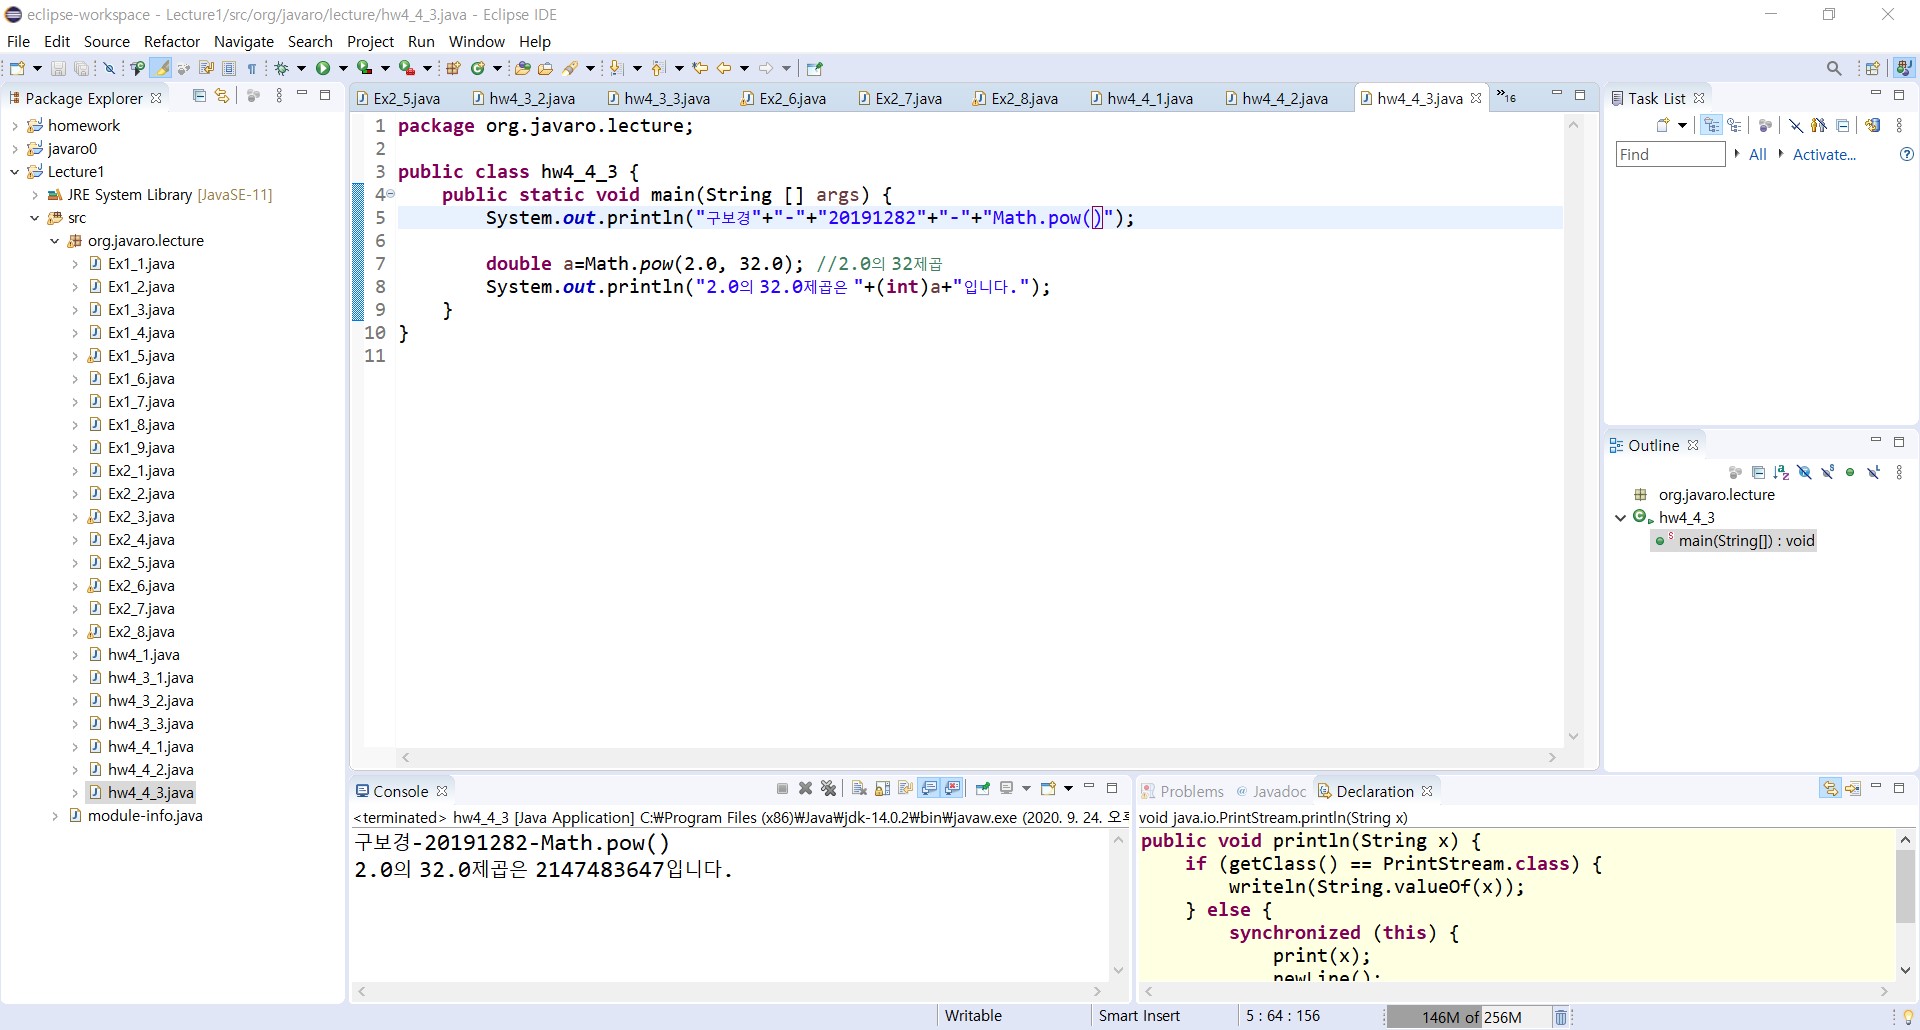 eclipse-workspace - Lecture1/src/org/javaro/lecture/hw4_4_3.java - Eclipse IDE
File Edit Source Refactor Navigate Search Project Run Window Help
Package Explorer
homework
javaro0
Lecture1
JRE System Library [JavaSE-11]
src
org.javaro.lecture
Ex1_1.java
Ex1_2.java
Ex1_3.java
Ex1_4.java
Ex1_5.java
Ex1_6.java
Ex1_7.java
Ex1_8.java
Ex1_9.java
Ex2_1.java
Ex2_2.java
Ex2_3.java
Ex2_4.java
Ex2_5.java
Ex2_6.java
Ex2_7.java
Ex2_8.java
hw4_1.java
hw4_3_1.java
hw4_3_2.java
hw4_3_3.java
hw4_4_1.java
hw4_4_2.java
hw4_4_3.java
module-info.java
Ex2_5.java hw4_3_2.java hw4_3_3.java Ex2_6.java Ex2_7.java Ex2_8.java hw4_4_1.java hw4_4_2.java hw4_4_3.java »16
1 package org.javaro.lecture;
2
3 public class hw4_4_3 {
4 public static void main(String [] args) {
5 System.out.println("구보경"+"-"+"20191282"+"-"+"Math.pow()");
6
7 double a=Math.pow(2.0, 32.0); //2.0의 32제곱
8 System.out.println("2.0의 32.0제곱은 "+(int)a+"입니다.");
9 }
10 }
11
Task List
Find All Activate...
Outline
org.javaro.lecture
hw4_4_3
main(String[]) : void
Console
<terminated> hw4_4_3 [Java Application] C:₩Program Files (x86)₩Java₩jdk-14.0.2₩bin₩javaw.exe (2020. 9. 24. 오
구보경-20191282-Math.pow()
2.0의 32.0제곱은 2147483647입니다.
Problems @ Javadoc Declaration
void java.io.PrintStream.println(String x)
public void println(String x) {
if (getClass() == PrintStream.class) {
writeln(String.valueOf(x));
} else {
synchronized (this) {
print(x);
newLine();
Writable Smart Insert 5 : 64 : 156 146M of 256M